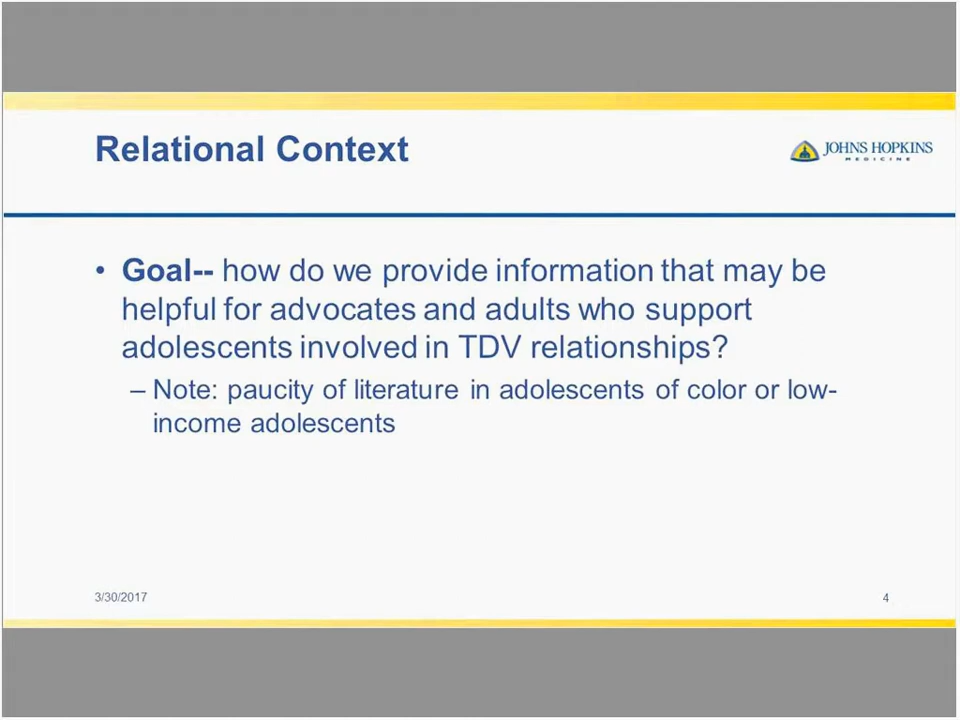 Relational Context
JOHNS HOPKINS
MEDICINE
• Goal-- how do we provide information that may be
helpful for advocates and adults who support
adolescents involved in TDV relationships?
– Note: paucity of literature in adolescents of color or low-
income adolescents
3/30/2017
4